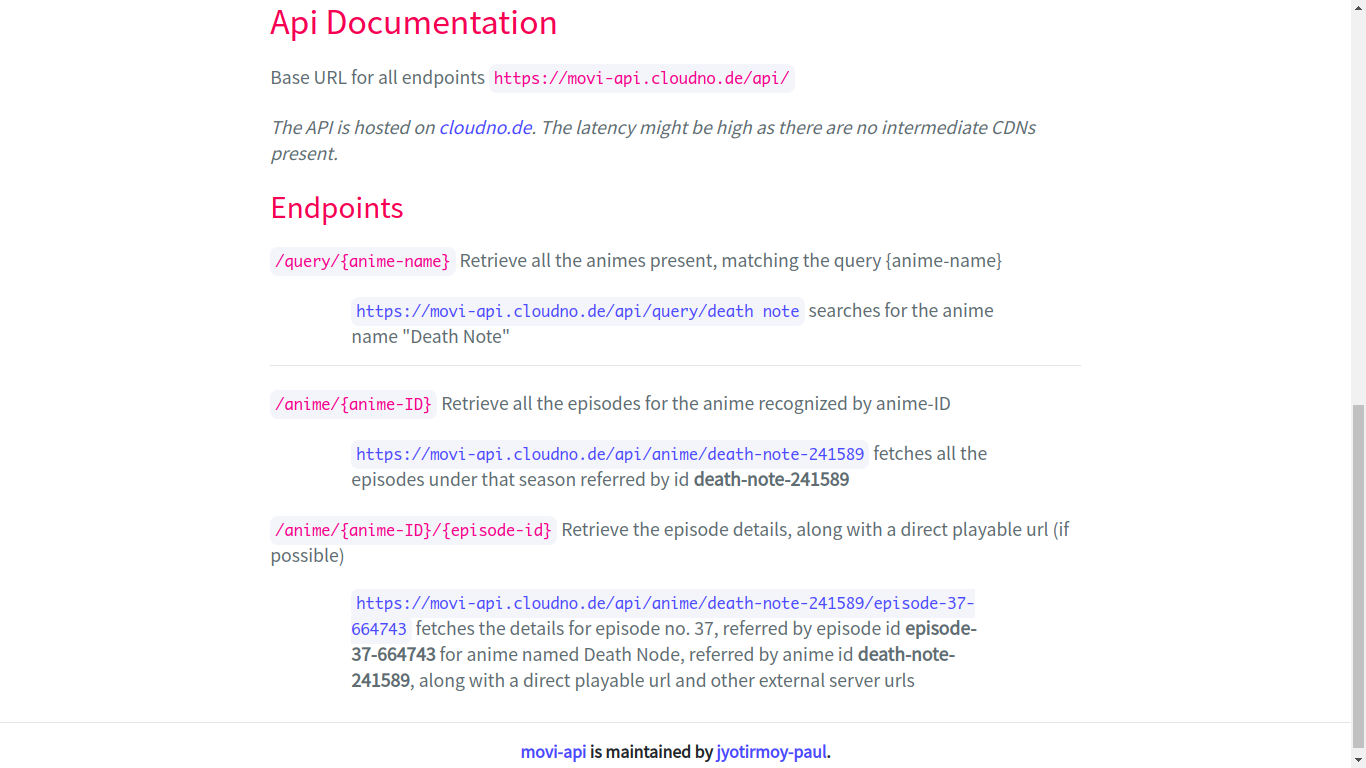 Api Documentation
Base URL for all endpoints https://movi-api.cloudno.de/api/
The API is hosted on cloudno.de. The latency might be high as there are no intermediate CDNs
present.
Endpoints
/query/{anime-name} Retrieve all the animes present, matching the query {anime-name}
https://movi-api.cloudno.de/api/query/death note searches for the anime
name "Death Note"
/anime/{anime-ID} Retrieve all the episodes for the anime recognized by anime-ID
https://movi-api.cloudno.de/api/anime/death-note-241589 fetches all the
episodes under that season referred by id death-note-241589
/anime/{anime-ID}/{episode-id} Retrieve the episode details, along with a direct playable url (if
possible)
https://movi-api.cloudno.de/api/anime/death-note-241589/episode-37-
664743 fetches the details for episode no. 37, referred by episode id episode-
37-664743 for anime named Death Node, referred by anime id death-note-
241589, along with a direct playable url and other external server urls
movi-api is maintained by jyotirmoy-paul.